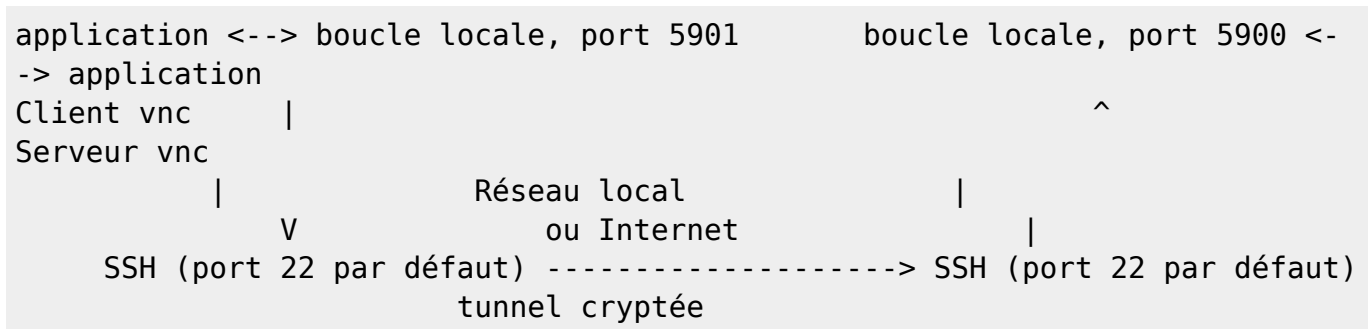 application <--> boucle locale, port 5901        boucle locale, port 5900 <-
-> application
Client vnc     |                                              ^
Serveur vnc
            |              Réseau local               |
               V              ou Internet                |
     SSH (port 22 par défaut) --------------------> SSH (port 22 par défaut)
                         tunnel cryptée